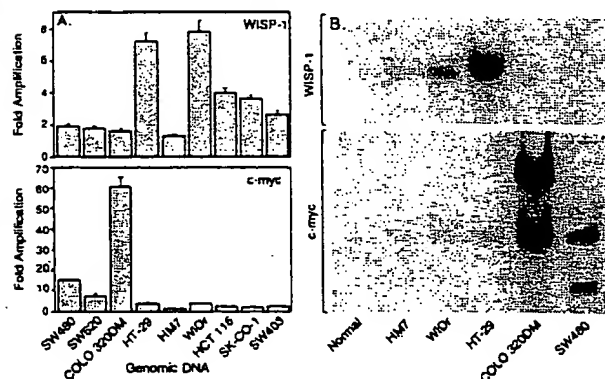 A.
WISP-1
Fold Amplification
8
6
4
2
0
c-myc
Fold Amplification
70
60
50
40
30
20
10
0
SW480
SW620
COLO 320DM
HT-29
HM7
WiDr
HCT 116
SK-CO-1
SW403
Genomic DNA
B.
WISP-1
c-myc
Normal
HM7
WiDr
HT-29
COLO 320DM
SW480